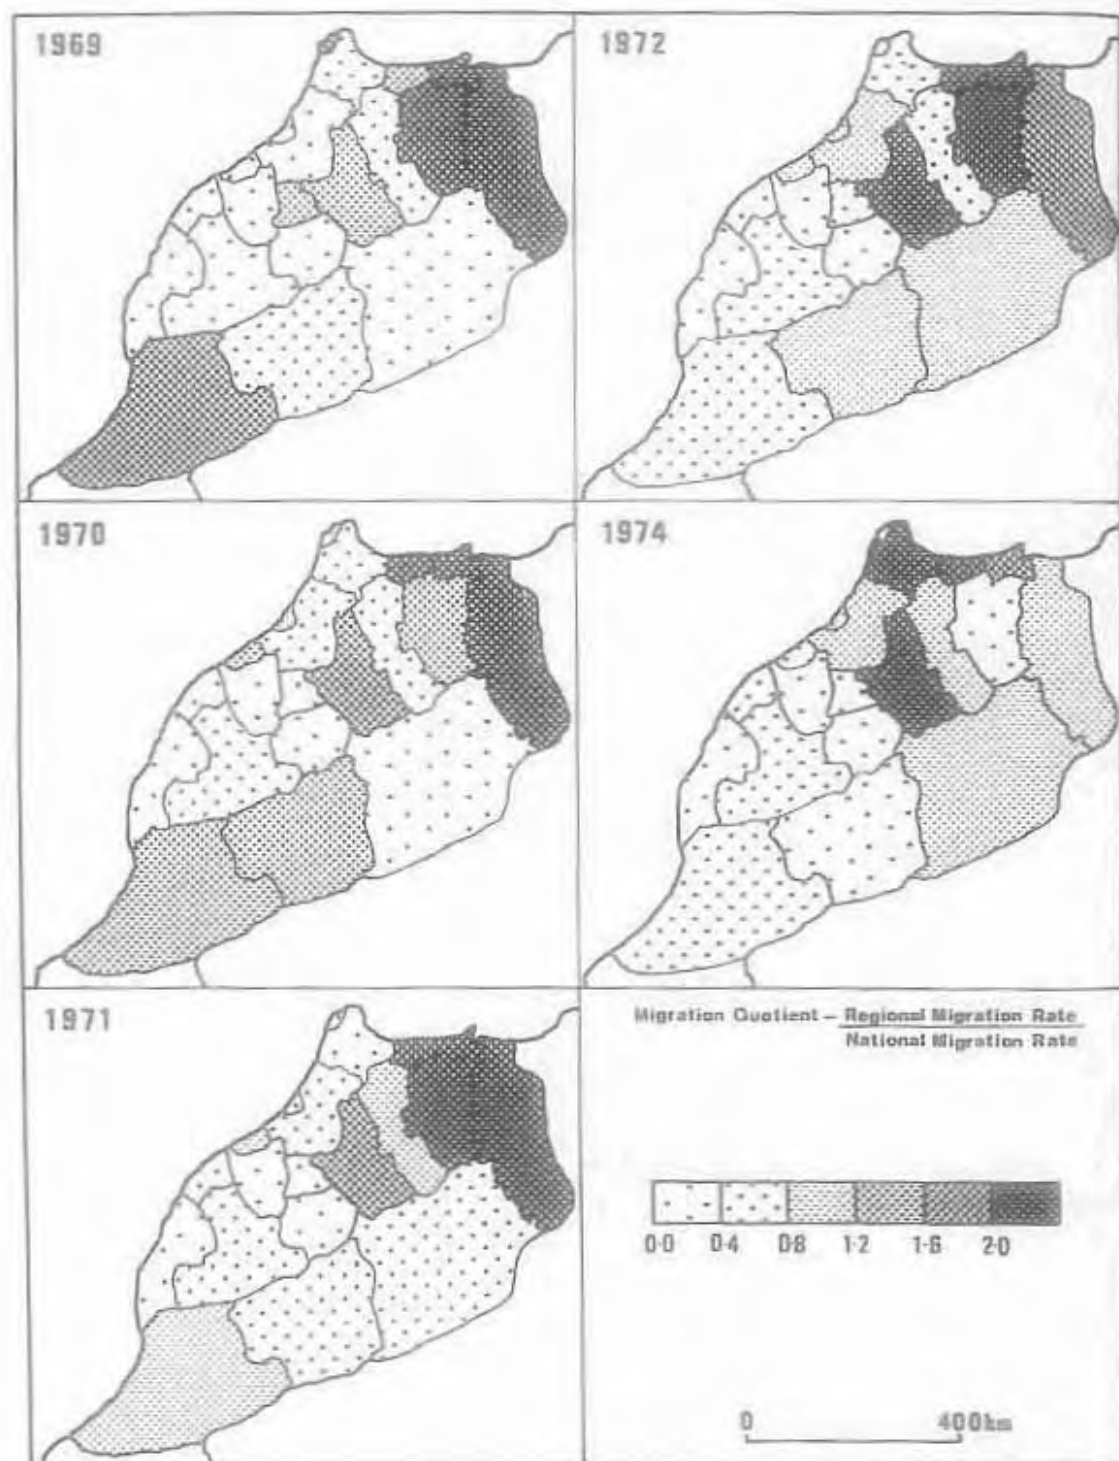 1969
1972
1970
1974
1971
Migration Quotient – Regional Migration Rate
National Migration Rate
0·0 0·4 0·8 1·2 1·6 2·0
0 400km